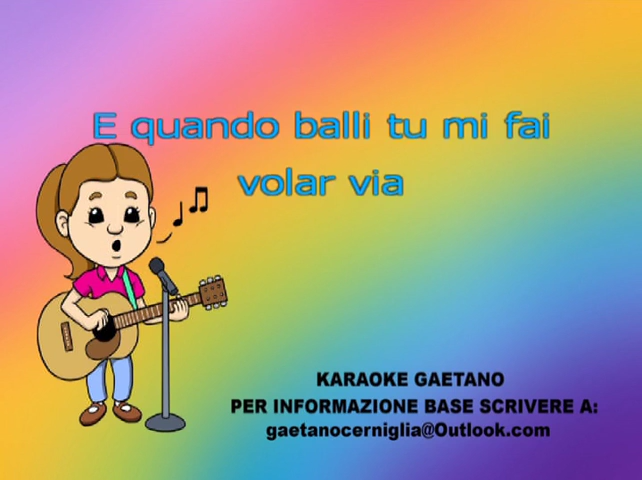 E quando balli tu mi fai
volar via
KARAOKE GAETANO
PER INFORMAZIONE BASE SCRIVERE A:
gaetanocerniglia@Outlook.com